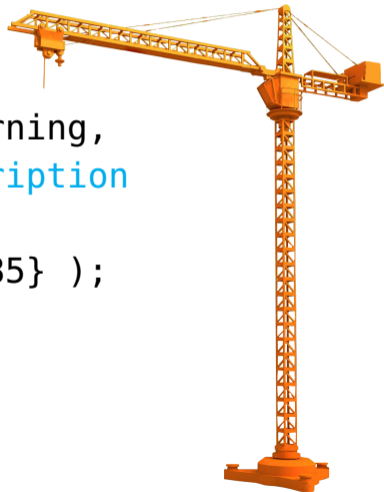 rning,
ription
35} );